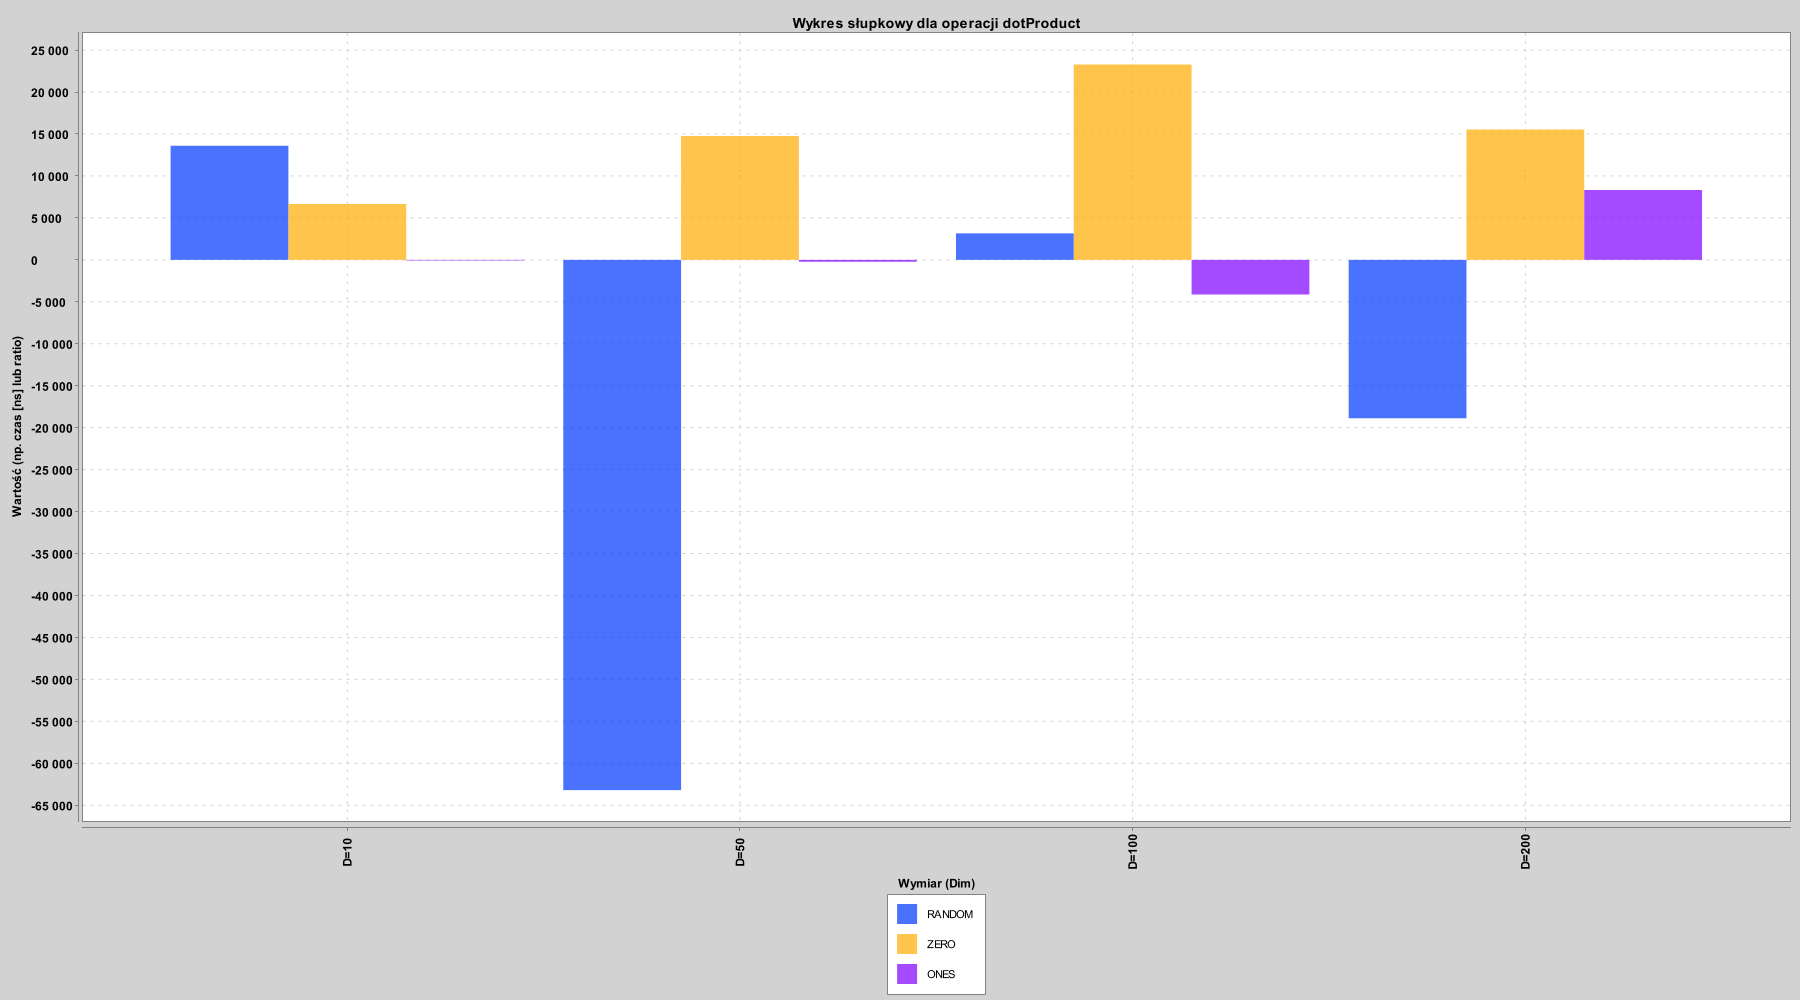 Wykres słupkowy dla operacji dotProduct
Wartość (np. czas [ns] lub ratio)
25 000
20 000
15 000
10 000
5 000
0
-5 000
-10 000
-15 000
-20 000
-25 000
-30 000
-35 000
-40 000
-45 000
-50 000
-55 000
-60 000
-65 000
D=10
D=50
D=100
D=200
Wymiar (Dim)
RANDOM
ZERO
ONES